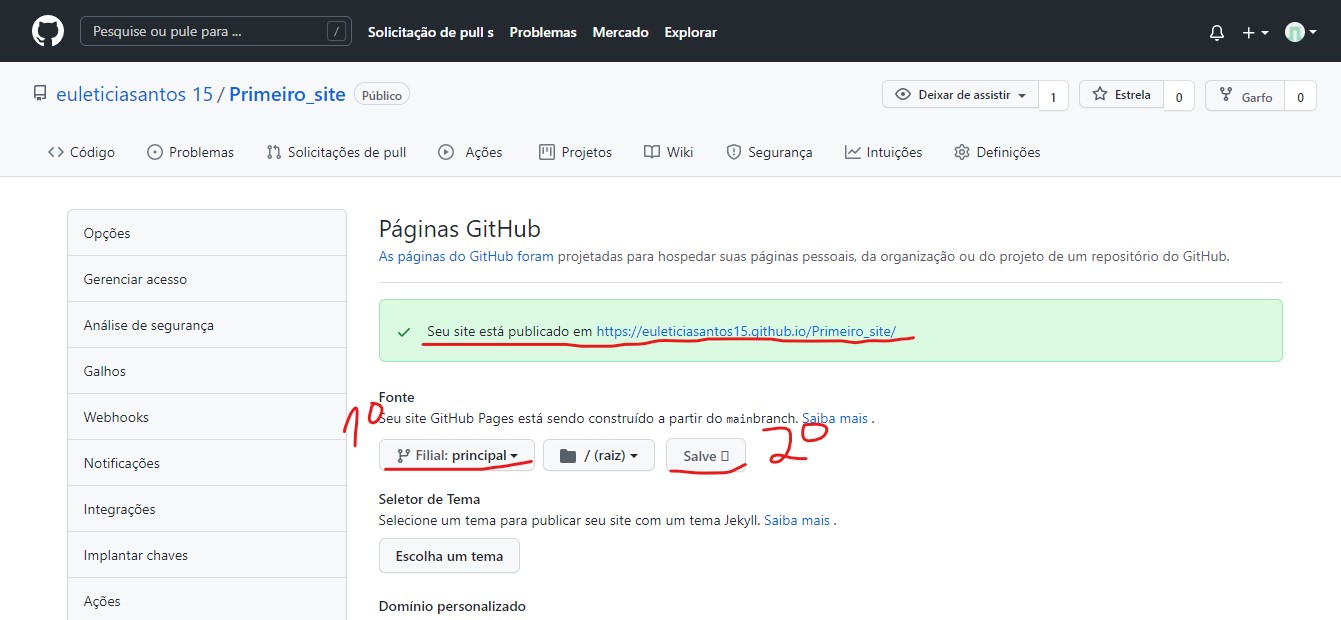 Pesquise ou pule para ... /
Solicitação de pull s Problemas Mercado Explorar
euleticiasantos 15 / Primeiro_site Público
Deixar de assistir 1 Estrela 0 Garfo 0
Código Problemas Solicitações de pull Ações Projetos Wiki Segurança Intuições Definições
Opções
Gerenciar acesso
Análise de segurança
Galhos
Webhooks
Notificações
Integrações
Implantar chaves
Ações
Páginas GitHub
As páginas do GitHub foram projetadas para hospedar suas páginas pessoais, da organização ou do projeto de um repositório do GitHub.
Seu site está publicado em https://euleticiasantos15.github.io/Primeiro_site/
Fonte
Seu site GitHub Pages está sendo construído a partir do mainbranch. Saiba mais .
1º Filial: principal / (raiz) Salve 2º
Seletor de Tema
Selecione um tema para publicar seu site com um tema Jekyll. Saiba mais .
Escolha um tema
Domínio personalizado